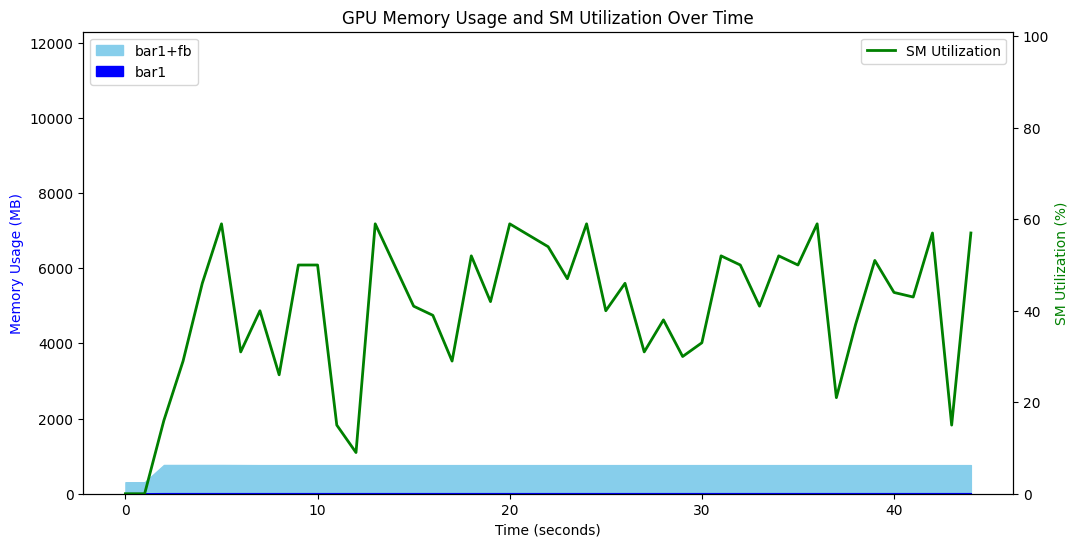 GPU Memory Usage and SM Utilization Over Time
bar1+fb
bar1
SM Utilization
Memory Usage (MB)
12000
10000
8000
6000
4000
2000
0
100
80
60
40
20
0
SM Utilization (%)
0 10 20 30 40
Time (seconds)